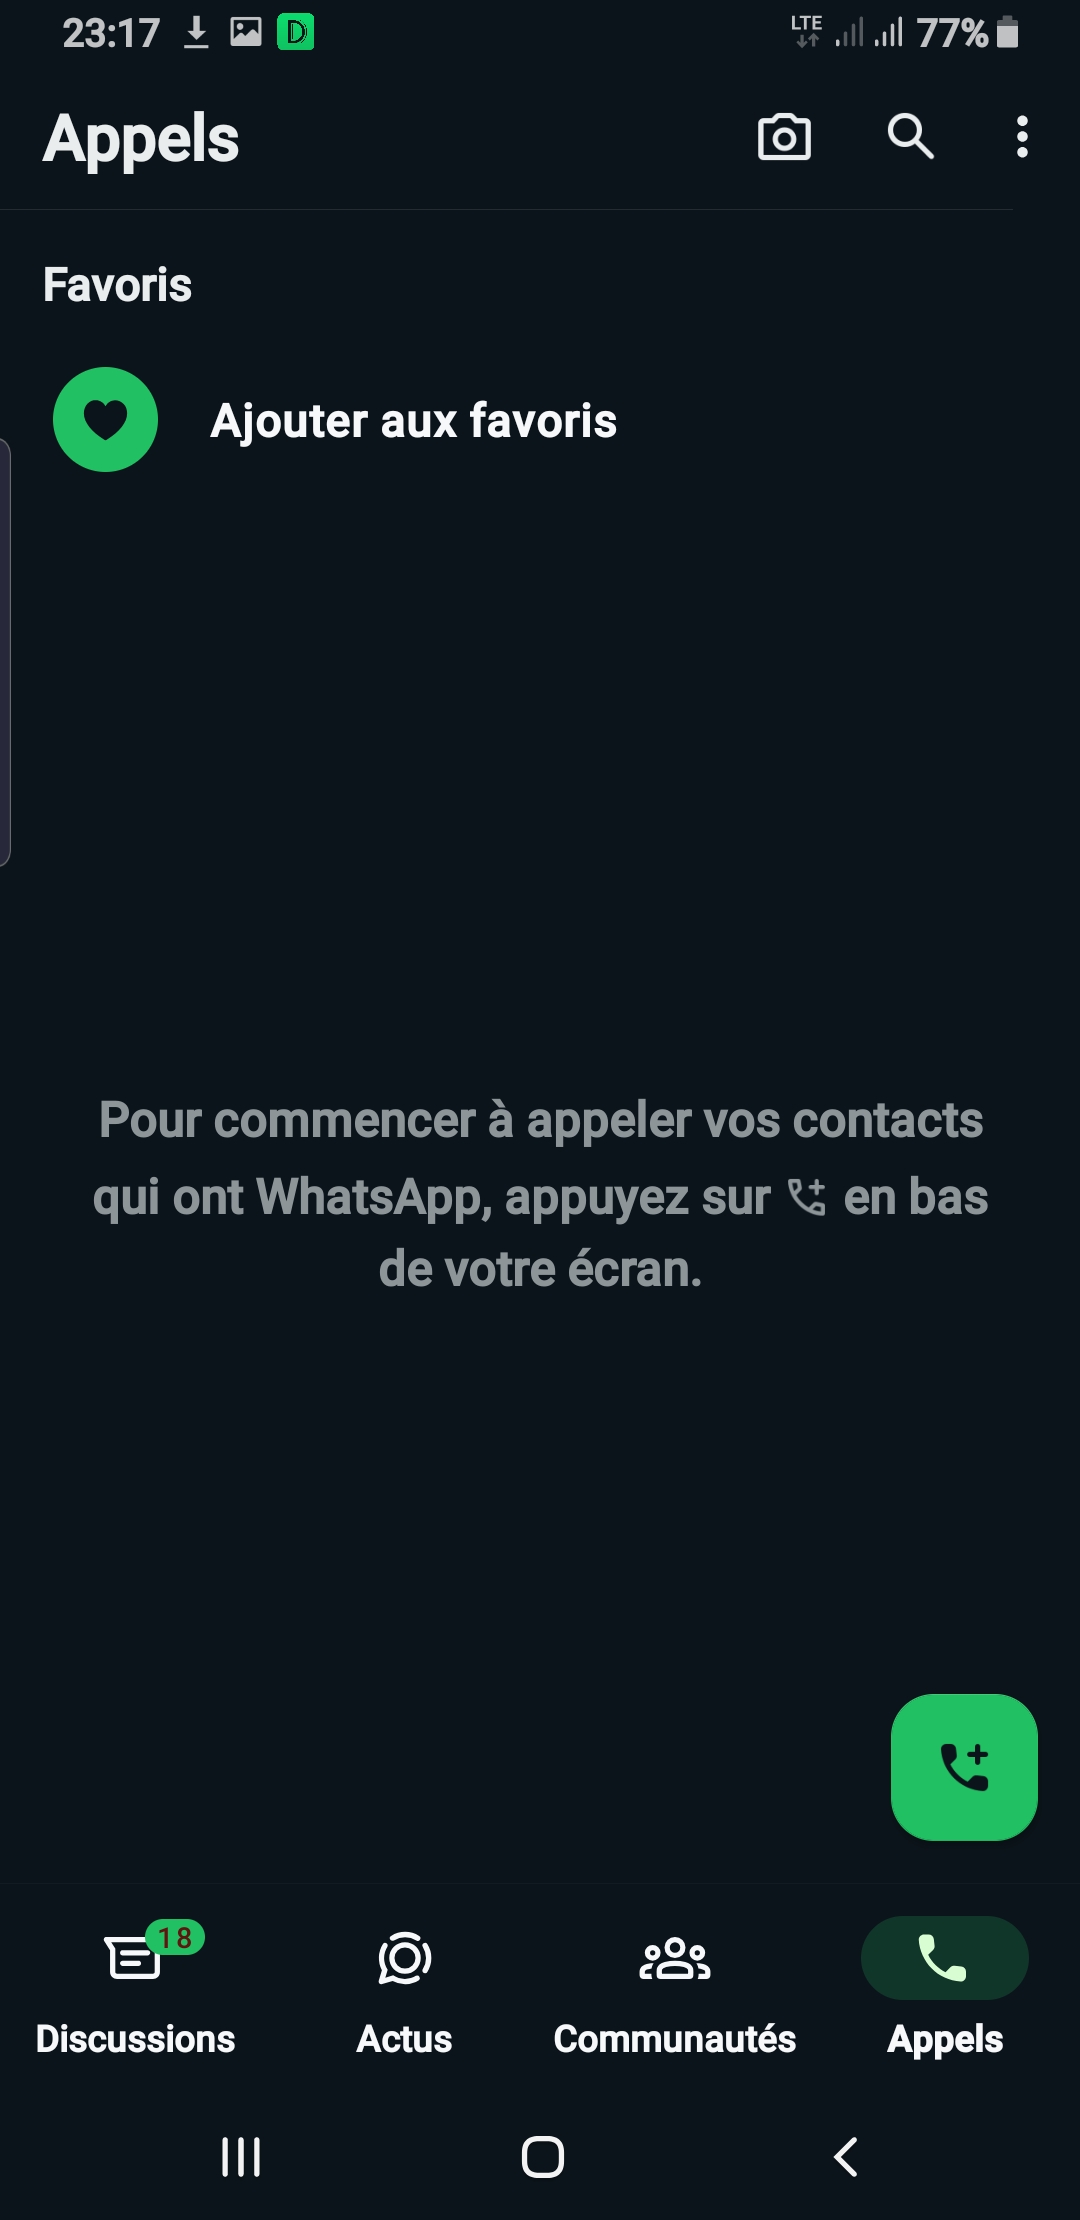 23:17 D LTE 77%
Appels
Favoris
Ajouter aux favoris
Pour commencer à appeler vos contacts
qui ont WhatsApp, appuyez sur en bas
de votre écran.
18
Discussions Actus Communautés Appels